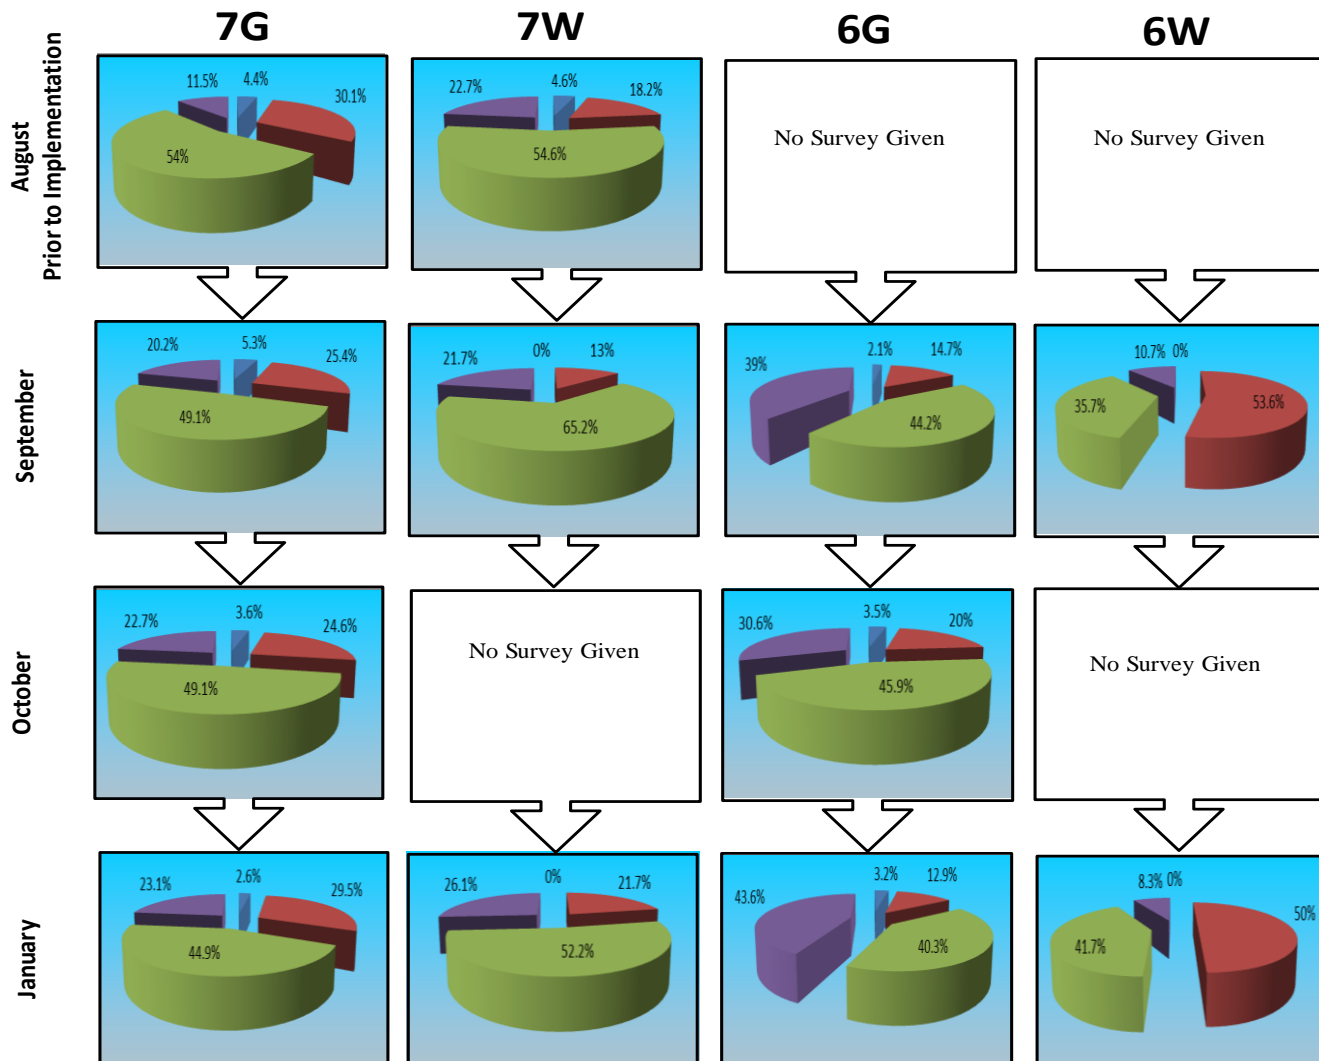 7G 7W 6G 6W
August
Prior to Implementation
11.5% 4.4% 30.1% 54%
22.7% 4.6% 18.2% 54.6%
No Survey Given
No Survey Given
September
20.2% 5.3% 25.4% 49.1%
21.7% 0% 13% 65.2%
39% 2.1% 14.7% 44.2%
10.7% 0% 53.6% 35.7%
October
22.7% 3.6% 24.6% 49.1%
No Survey Given
30.6% 3.5% 20% 45.9%
No Survey Given
January
23.1% 2.6% 29.5% 44.9%
26.1% 0% 21.7% 52.2%
43.6% 3.2% 12.9% 40.3%
8.3% 0% 50% 41.7%